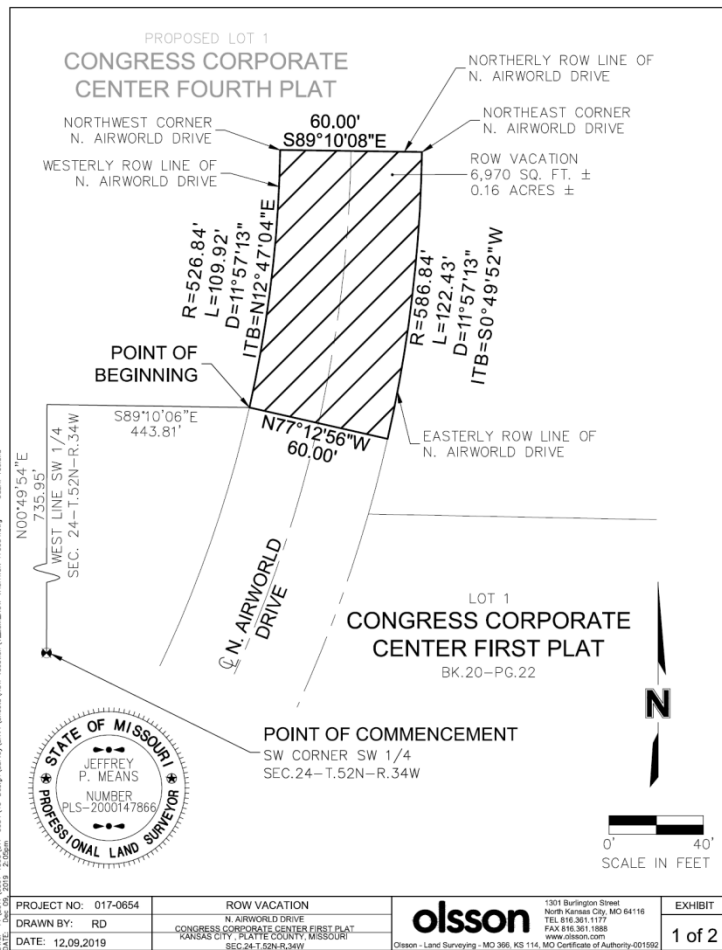 PROPOSED LOT 1
CONGRESS CORPORATE
CENTER FOURTH PLAT
NORTHERLY ROW LINE OF
N. AIRWORLD DRIVE
NORTHWEST CORNER
N. AIRWORLD DRIVE
60.00'
S89°10'08"E
NORTHEAST CORNER
N. AIRWORLD DRIVE
WESTERLY ROW LINE OF
N. AIRWORLD DRIVE
ROW VACATION
6,970 SQ. FT. ±
0.16 ACRES ±
R=526.84'
L=109.92'
D=11°57'13"
ITB=N12°47'04"E
R=586.84'
L=122.43'
D=11°57'13"
ITB=S0°49'52"W
POINT OF
BEGINNING
S89°10'06"E
443.81'
N77°12'56"W
60.00'
EASTERLY ROW LINE OF
N. AIRWORLD DRIVE
N00°49'54"E
735.95'
WEST LINE SW 1/4
SEC. 24-T.52N-R.34W
℄ N. AIRWORLD
DRIVE
LOT 1
CONGRESS CORPORATE
CENTER FIRST PLAT
BK.20-PG.22
N
POINT OF COMMENCEMENT
SW CORNER SW 1/4
SEC.24-T.52N-R.34W
STATE OF MISSOURI
JEFFREY
P. MEANS
NUMBER
PLS-2000147866
PROFESSIONAL LAND SURVEYOR
0' 40'
SCALE IN FEET
PROJECT NO: 017-0654
DRAWN BY: RD
DATE: 12,09,2019
ROW VACATION
N. AIRWORLD DRIVE
CONGRESS CORPORATE CENTER FIRST PLAT
KANSAS CITY, PLATTE COUNTY, MISSOURI
SEC.24-T.52N-R,34W
olsson
1301 Burlington Street
North Kansas City, MO 64116
TEL 816.361.1177
FAX 816.361.1888
www.olsson.com
Olsson - Land Surveying - MO 366, KS 114, MO Certificate of Authority-001592
EXHIBIT
1 of 2